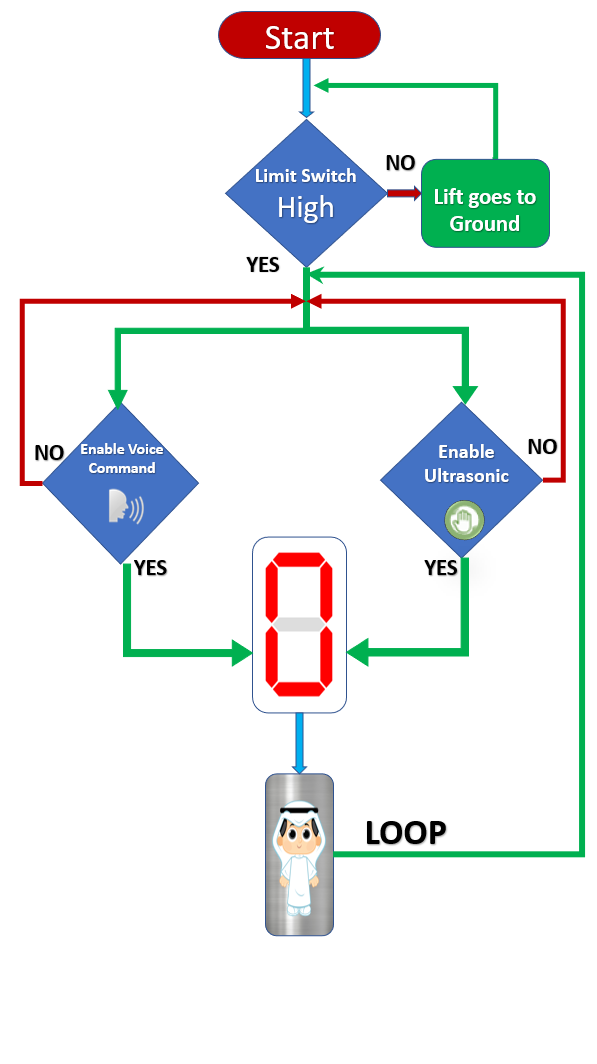 Start
NO
Limit Switch
High
Lift goes to
Ground
YES
NO
Enable Voice
Command
Enable
Ultrasonic
NO
YES
YES
0
LOOP